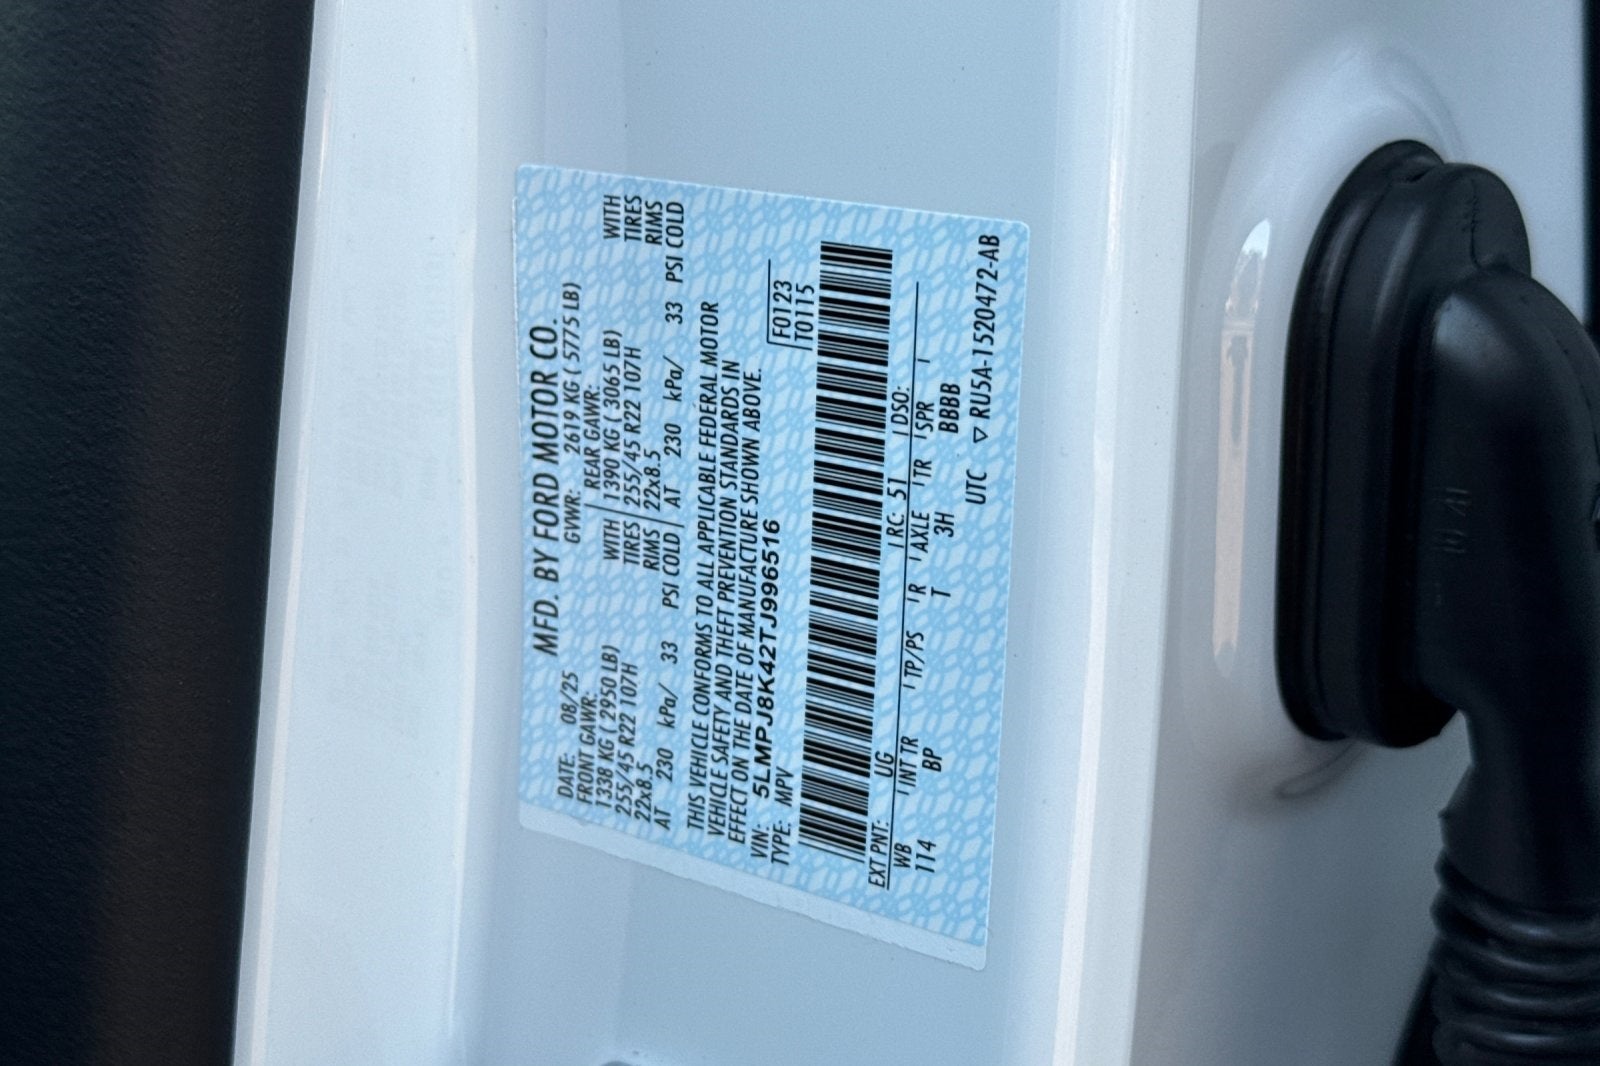 MFD. BY FORD MOTOR CO.
DATE: 08/25 GVWR: 2619 KG ( 5775 LB)
FRONT GAWR: REAR GAWR:
1338 KG ( 2950 LB) WITH 1390 KG ( 3065 LB) WITH
255/45 R22 107H TIRES 255/45 R22 107H TIRES
22x8.5 RIMS 22x8.5 RIMS
AT 230 kPa/ 33 PSI COLD AT 230 kPa/ 33 PSI COLD
THIS VEHICLE CONFORMS TO ALL APPLICABLE FEDERAL MOTOR
VEHICLE SAFETY AND THEFT PREVENTION STANDARDS IN
EFFECT ON THE DATE OF MANUFACTURE SHOWN ABOVE.
VIN: 5LMPJ8K42TJ996516 F0123
TYPE: MPV T0115
EXT PNT: UG RC: 51 DSO:
WB INT TR TP/PS R AXLE TR SPR
114 BP T 3H BBBB
UTC ▽ RU5A-1520472-AB